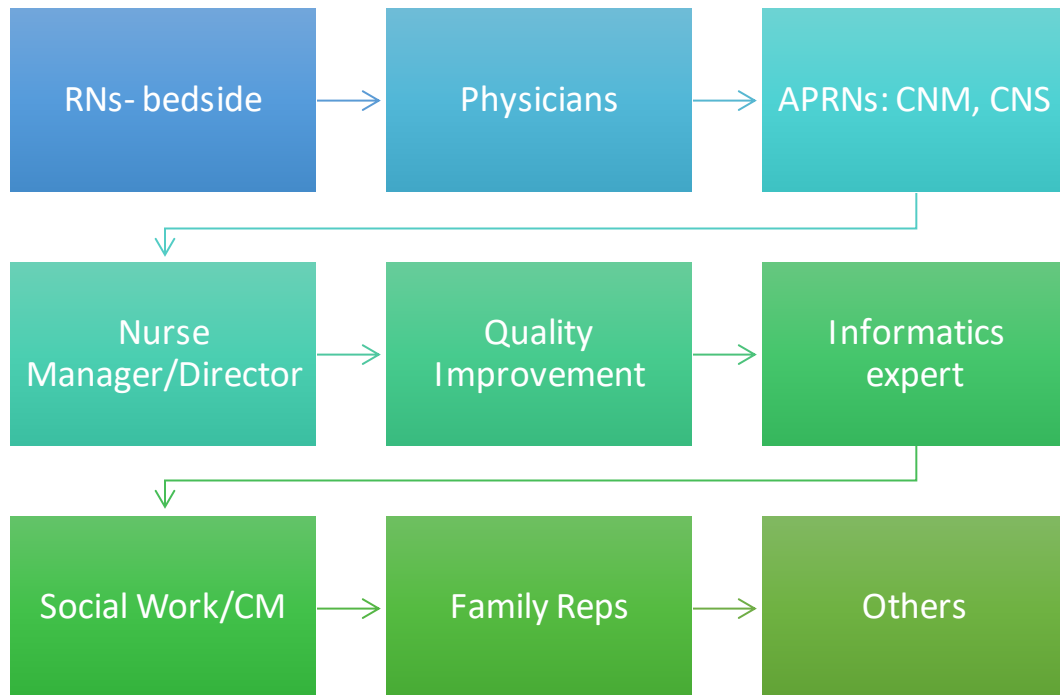 RNs- bedside
Physicians
APRNs: CNM, CNS
Nurse
Manager/Director
Quality
Improvement
Informatics
expert
Social Work/CM
Family Reps
Others